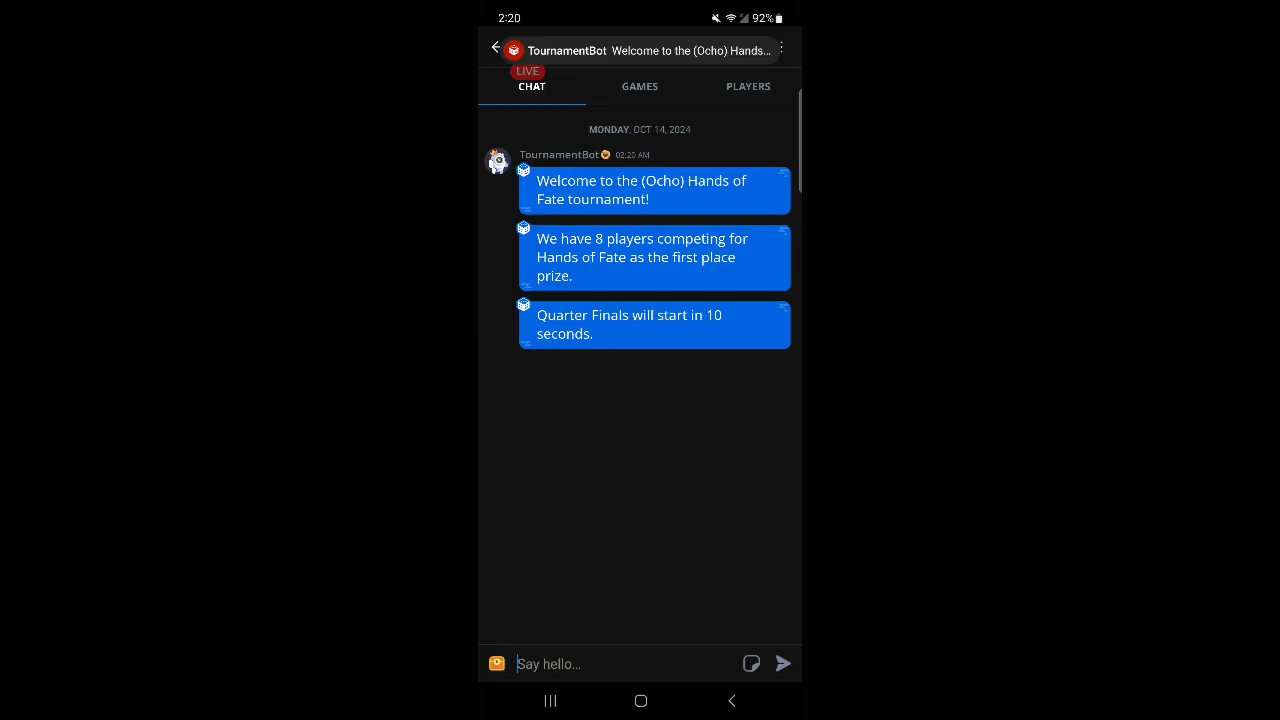 2:20
92%
TournamentBot Welcome to the (Ocho) Hands...
LIVE
CHAT
GAMES
PLAYERS
MONDAY, OCT 14, 2024
TournamentBot 02:20 AM
Welcome to the (Ocho) Hands of
Fate tournament!
We have 8 players competing for
Hands of Fate as the first place
prize.
Quarter Finals will start in 10
seconds.
Say hello...